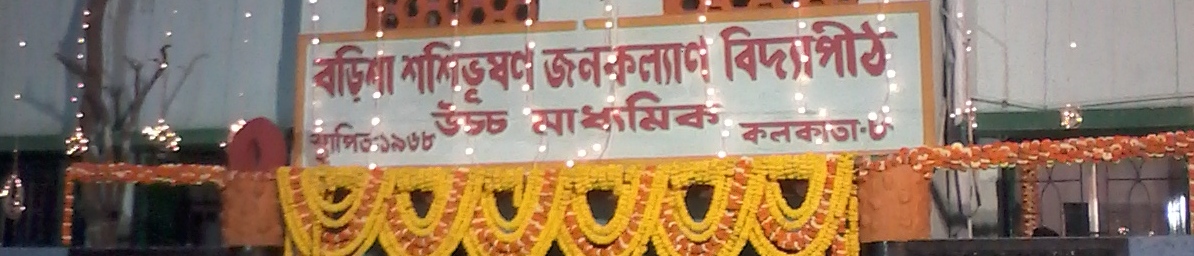 বড়িশা শশিভূষণ জনকল্যাণ বিদ্যাপীঠ
উচ্চ মাধ্যমিক
স্থাপিত-১৯৬৮ কলকাতা-৮